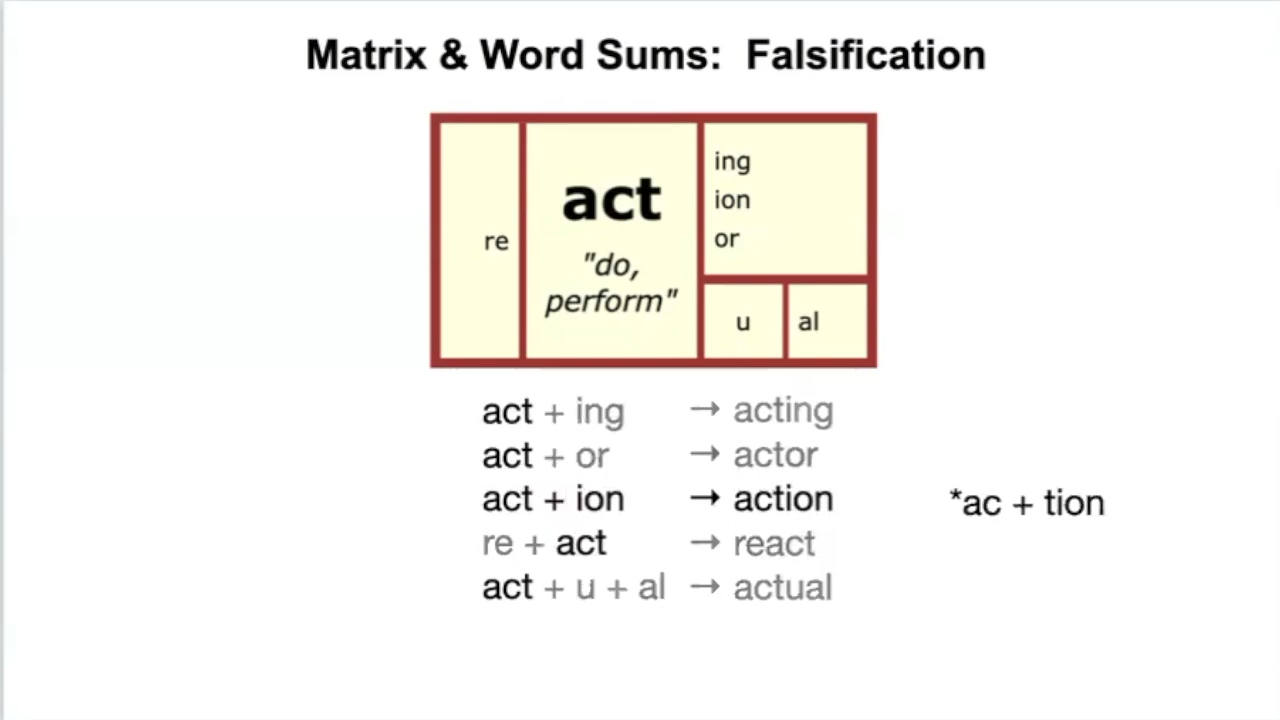 Matrix & Word Sums: Falsification
re
act
"do,
perform"
ing
ion
or
u
al
act + ing → acting
act + or → actor
act + ion → action
*ac + tion
re + act → react
act + u + al → actual